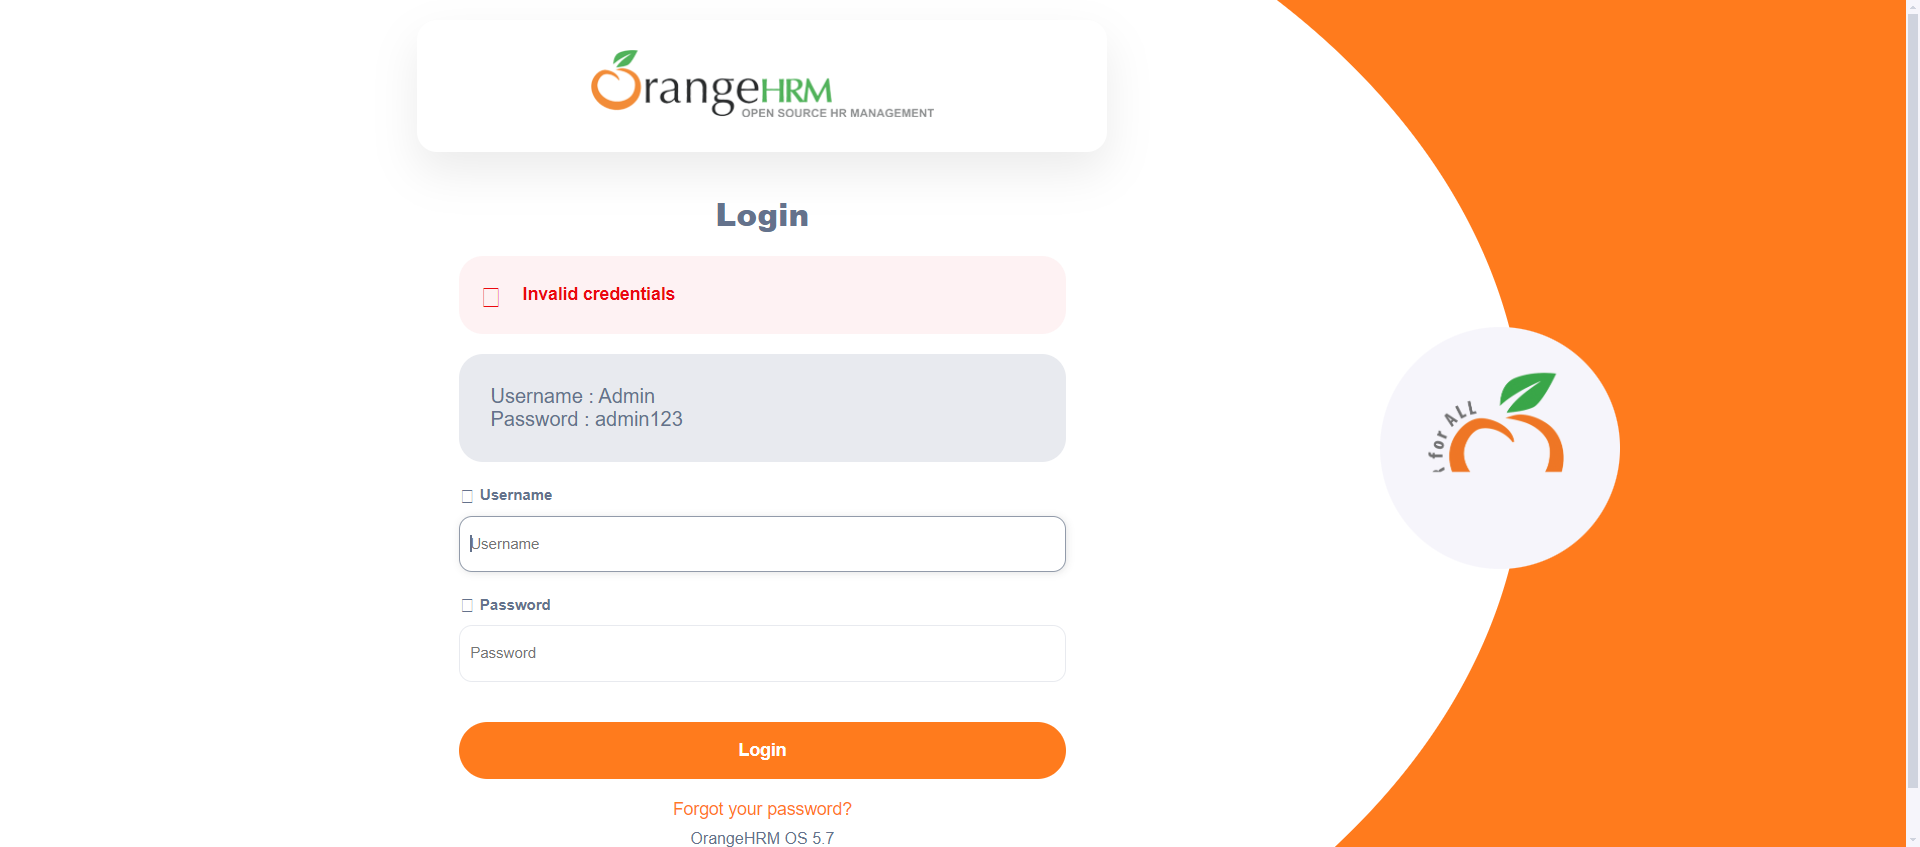 OrangeHRM
OPEN SOURCE HR MANAGEMENT
Login
Invalid credentials
Username : Admin
Password : admin123
Username
Username
Password
Password
Login
Forgot your password?
OrangeHRM OS 5.7
for ALL